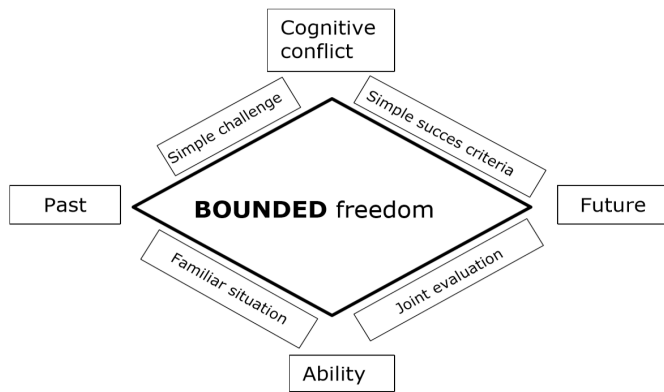 Cognitive
conflict
Simple challenge
Simple succes criteria
Past
BOUNDED freedom
Future
Familiar situation
Joint evaluation
Ability